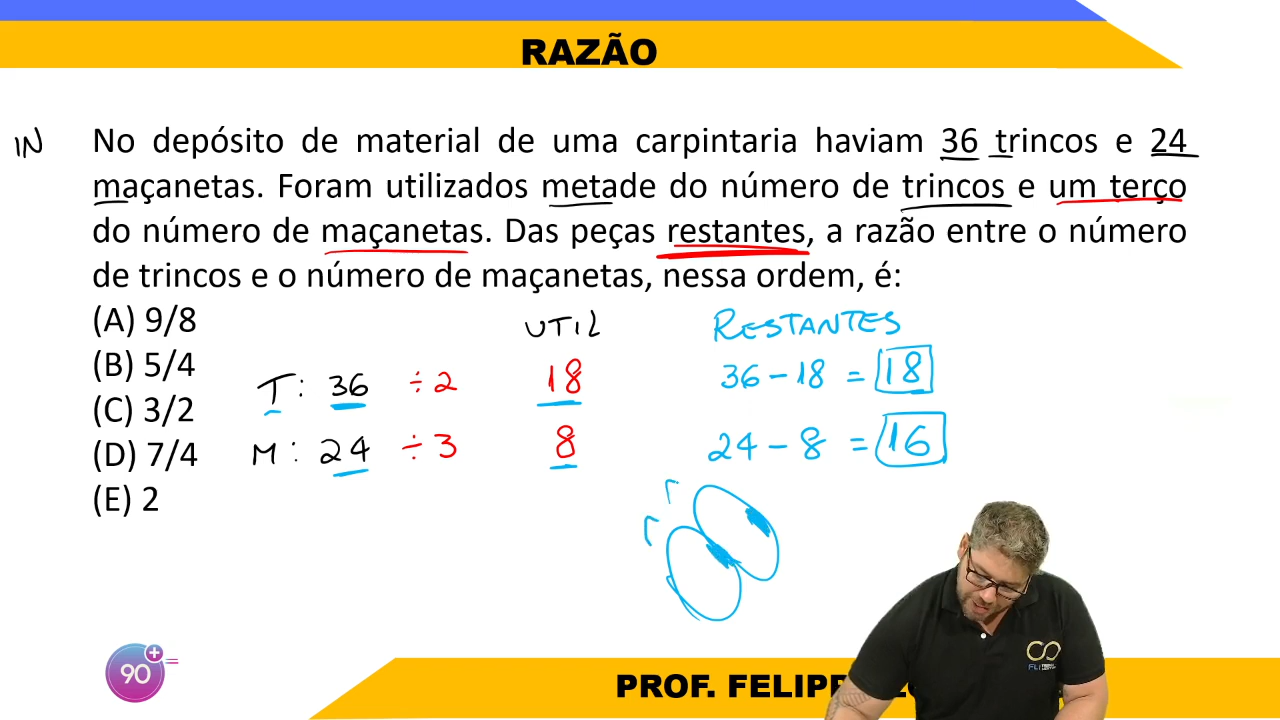 RAZÃO
IN
No depósito de material de uma carpintaria haviam 36 trincos e 24
maçanetas. Foram utilizados metade do número de trincos e um terço
do número de maçanetas. Das peças restantes, a razão entre o número
de trincos e o número de maçanetas, nessa ordem, é:
(A) 9/8
(B) 5/4
(C) 3/2
(D) 7/4
(E) 2
UTIL RESTANTES
T: 36 ÷2 18 36-18 = 18
M: 24 ÷3 8 24-8 = 16
90+
PROF. FELIPP